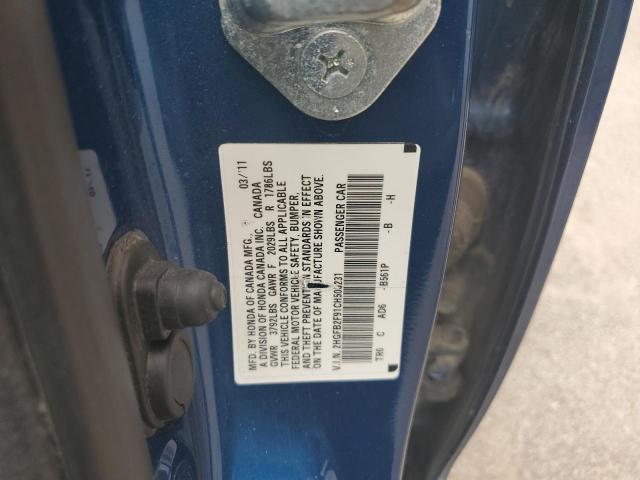 MFD. BY HONDA OF CANADA MFG., 03/'11
A DIVISION OF HONDA CANADA INC. CANADA
GVWR 3792LBS GAWR F 2029LBS R 1786LBS
THIS VEHICLE CONFORMS TO ALL APPLICABLE
FEDERAL MOTOR VEHICLE SAFETY, BUMPER,
AND THEFT PREVENTION STANDARDS IN EFFECT
ON THE DATE OF MANUFACTURE SHOWN ABOVE.
V.I.N. PASSENGER CAR
TR6 C AD6 -B561P -B -H